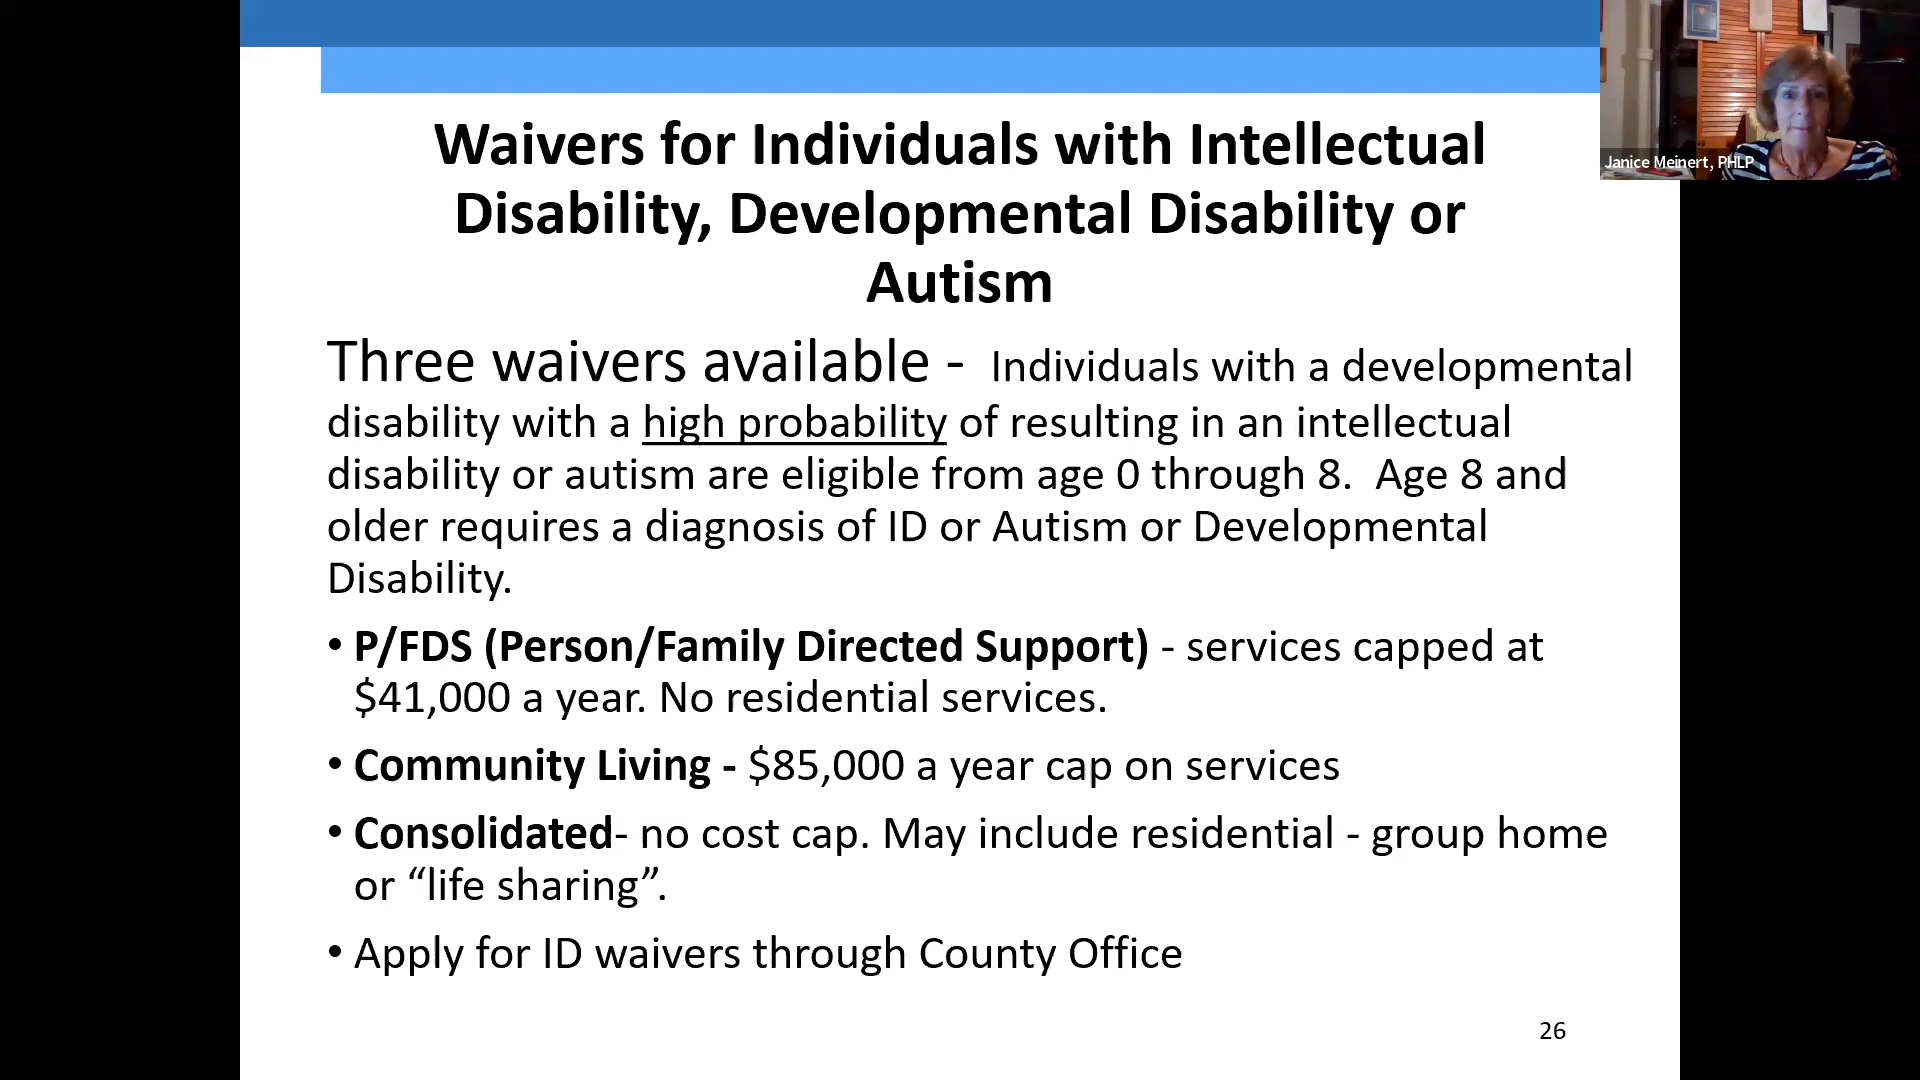 Waivers for Individuals with Intellectual
Disability, Developmental Disability or
Autism
Janice Meinert, PHLP
Three waivers available - Individuals with a developmental
disability with a high probability of resulting in an intellectual
disability or autism are eligible from age 0 through 8. Age 8 and
older requires a diagnosis of ID or Autism or Developmental
Disability.
• P/FDS (Person/Family Directed Support) - services capped at
$41,000 a year. No residential services.
• Community Living - $85,000 a year cap on services
• Consolidated- no cost cap. May include residential - group home
or “life sharing”.
• Apply for ID waivers through County Office
26